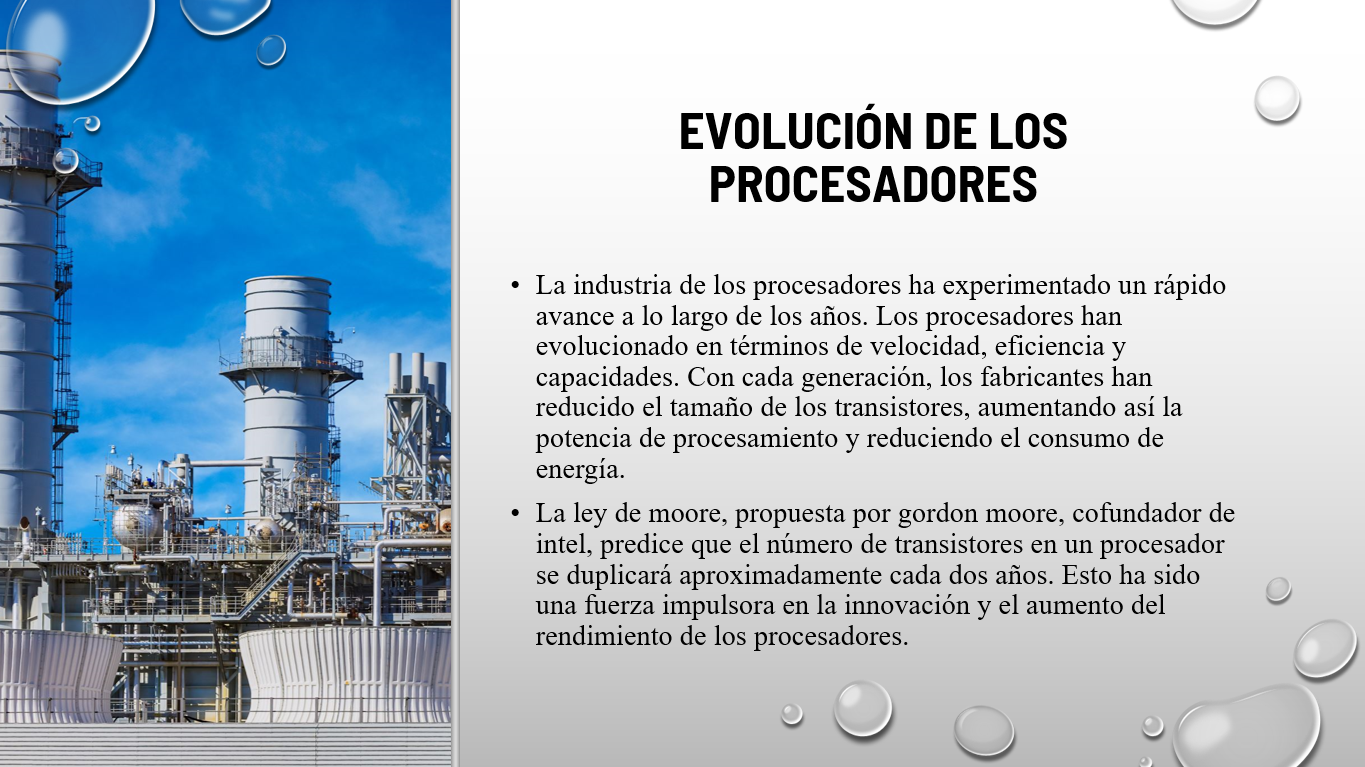 EVOLUCIÓN DE LOS
PROCESADORES
• La industria de los procesadores ha experimentado un rápido
avance a lo largo de los años. Los procesadores han
evolucionado en términos de velocidad, eficiencia y
capacidades. Con cada generación, los fabricantes han
reducido el tamaño de los transistores, aumentando así la
potencia de procesamiento y reduciendo el consumo de
energía.
• La ley de moore, propuesta por gordon moore, cofundador de
intel, predice que el número de transistores en un procesador
se duplicará aproximadamente cada dos años. Esto ha sido
una fuerza impulsora en la innovación y el aumento del
rendimiento de los procesadores.